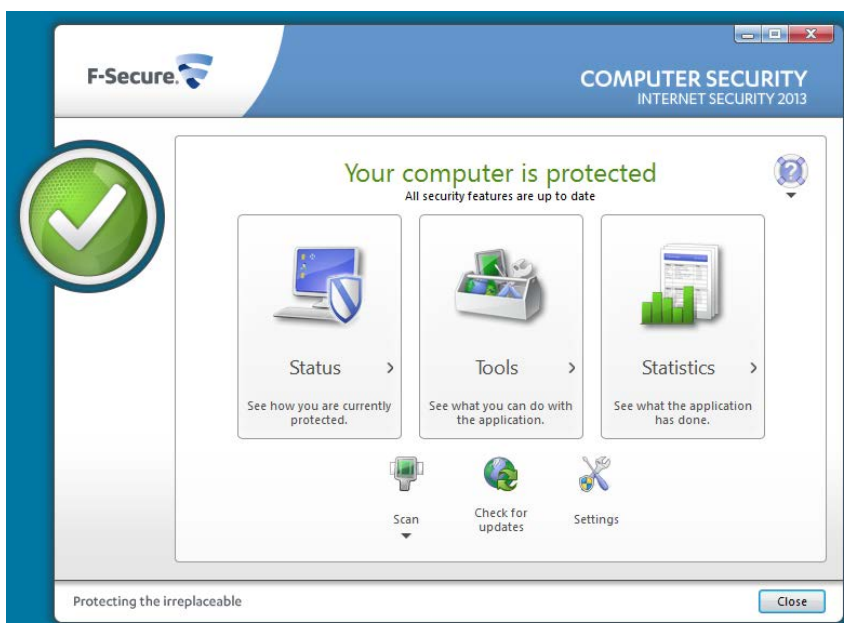 F-Secure.
COMPUTER SECURITY
INTERNET SECURITY 2013
Your computer is protected
All security features are up to date
?
Status >
See how you are currently
protected.
Tools >
See what you can do with
the application.
Statistics >
See what the application
has done.
Scan
Check for
updates
Settings
Protecting the irreplaceable
Close